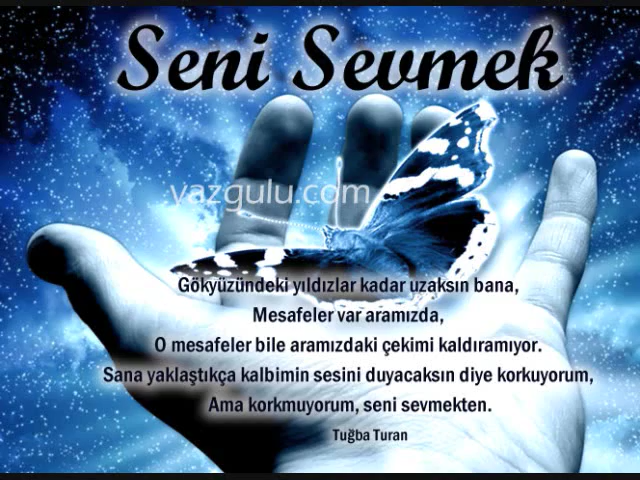 Seni Sevmek
yazgulu.com
Gökyüzündeki yıldızlar kadar uzaksın bana,
Mesafeler var aramızda,
O mesafeler bile aramızdaki çekimi kaldıramıyor.
Sana yaklaştıkça kalbimin sesini duyacaksın diye korkuyorum,
Ama korkmuyorum, seni sevmekten.
Tuğba Turan